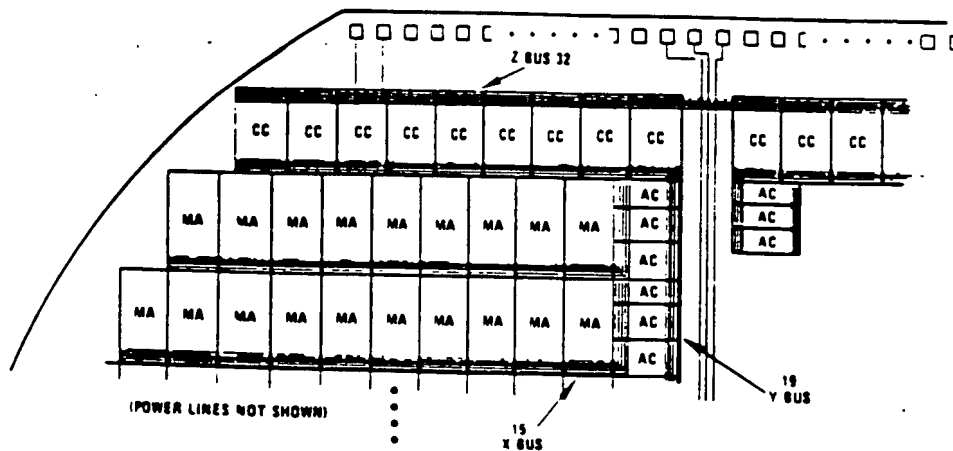 Z BUS 32
CC CC CC CC CC CC CC CC CC CC CC CC
AC AC
MA MA MA MA MA MA MA MA MA AC AC
AC AC
AC
MA MA MA MA MA MA MA MA MA MA AC
AC
19
Y BUS
(POWER LINES NOT SHOWN)
15
X BUS